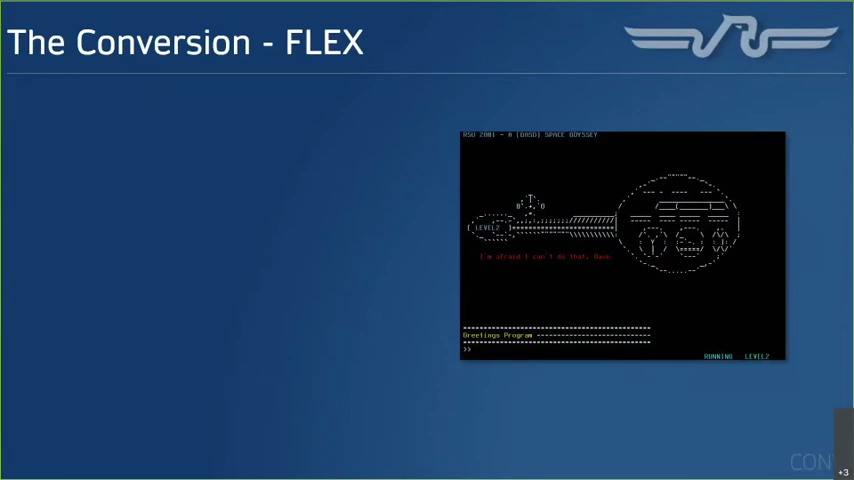 The Conversion - FLEX
RSU 2001 - A (DASD) SPACE ODYSSEY
[ LEVEL2 ]
I'm afraid I can't do that, Dave.
Greetings Program
>>
RUNNING LEVEL2
CON
+3